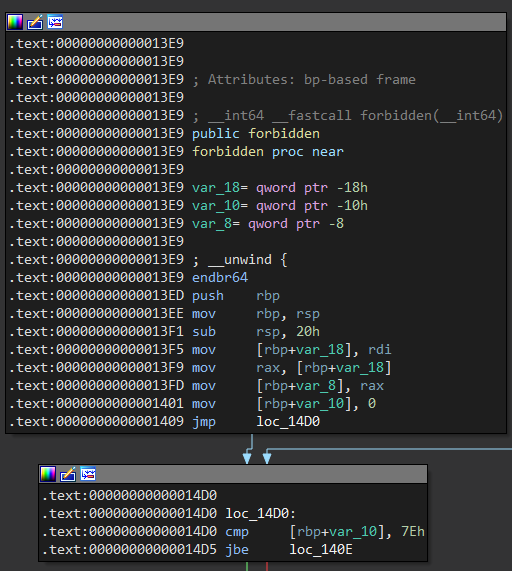 .text:00000000000013E9
.text:00000000000013E9
.text:00000000000013E9 ; Attributes: bp-based frame
.text:00000000000013E9
.text:00000000000013E9 ; __int64 __fastcall forbidden(__int64)
.text:00000000000013E9 public forbidden
.text:00000000000013E9 forbidden proc near
.text:00000000000013E9
.text:00000000000013E9 var_18= qword ptr -18h
.text:00000000000013E9 var_10= qword ptr -10h
.text:00000000000013E9 var_8= qword ptr -8
.text:00000000000013E9
.text:00000000000013E9 ; __unwind {
.text:00000000000013E9 endbr64
.text:00000000000013ED push    rbp
.text:00000000000013EE mov     rbp, rsp
.text:00000000000013F1 sub     rsp, 20h
.text:00000000000013F5 mov     [rbp+var_18], rdi
.text:00000000000013F9 mov     rax, [rbp+var_18]
.text:00000000000013FD mov     [rbp+var_8], rax
.text:0000000000001401 mov     [rbp+var_10], 0
.text:0000000000001409 jmp     loc_14D0
.text:00000000000014D0
.text:00000000000014D0 loc_14D0:
.text:00000000000014D0 cmp     [rbp+var_10], 7Eh
.text:00000000000014D5 jbe     loc_140E